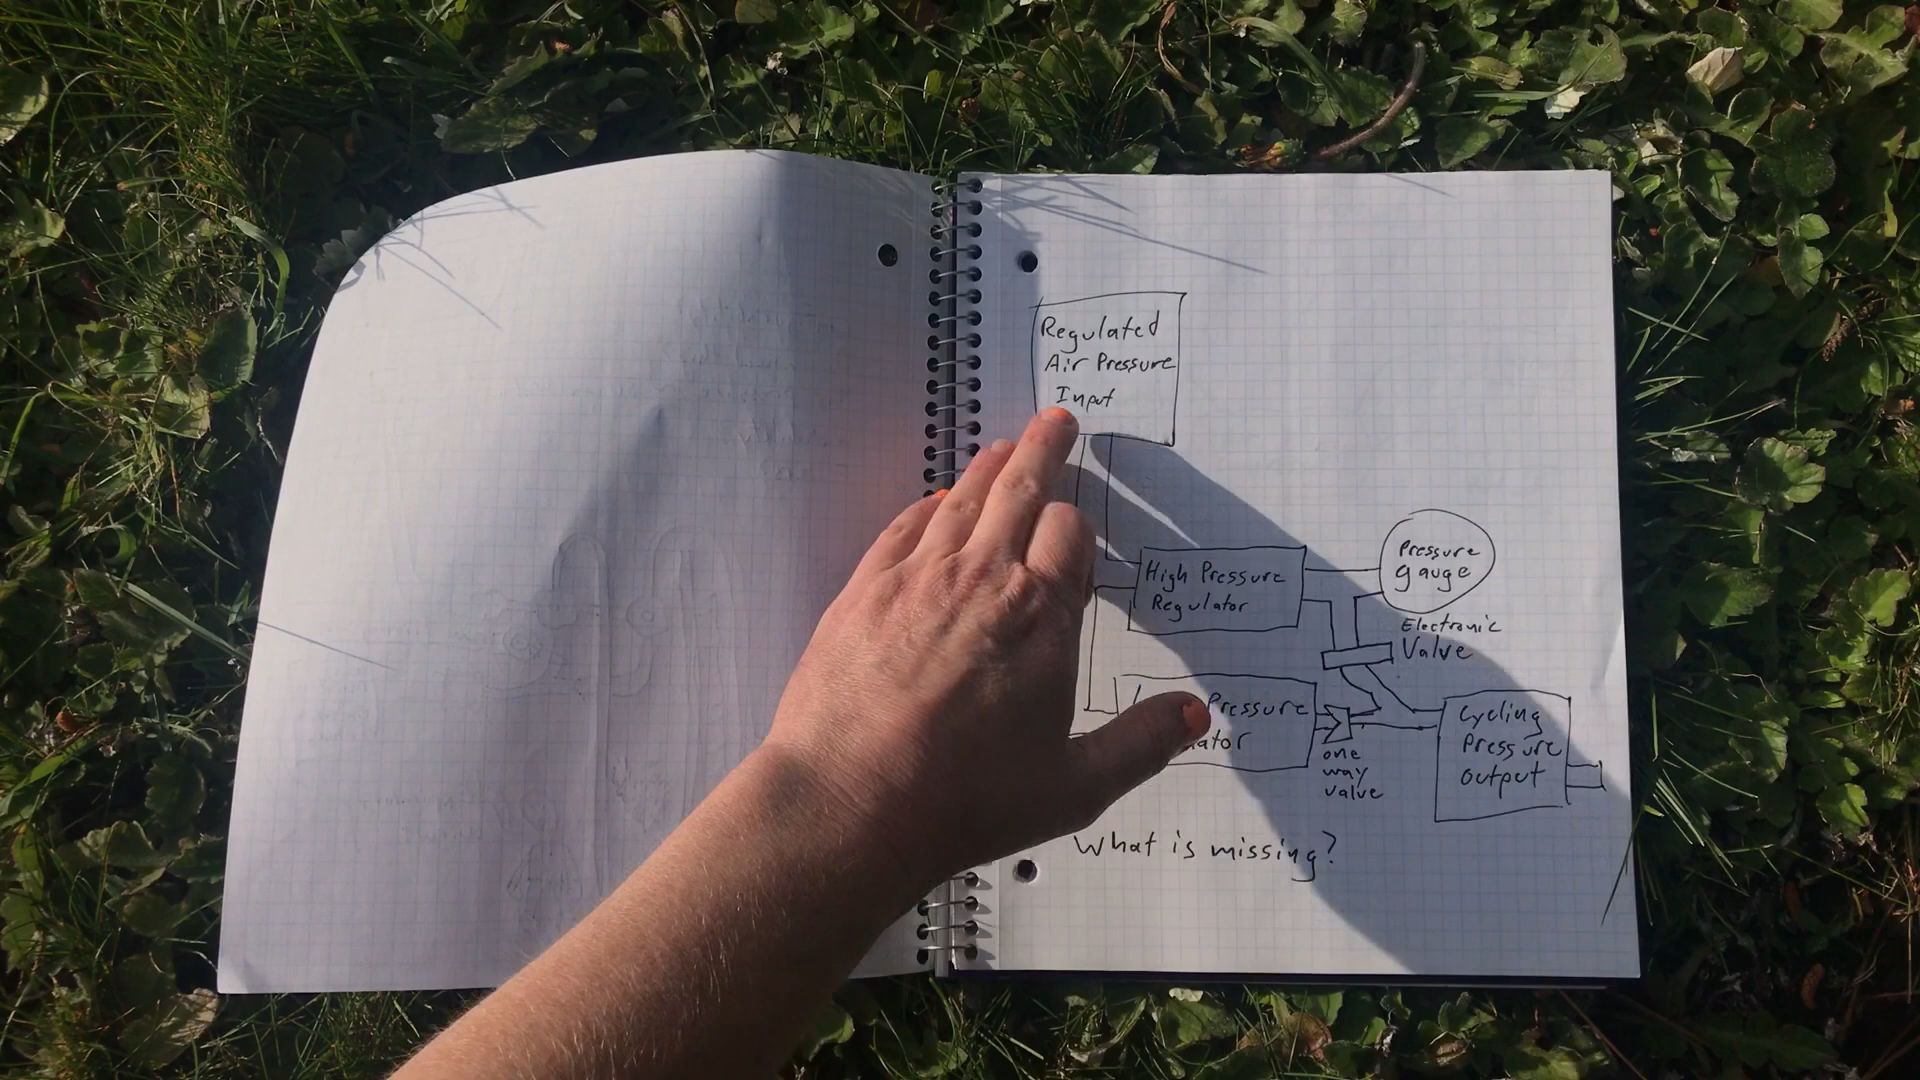 Regulated
Air Pressure
Input
High Pressure
Regulator
Pressure
gauge
Electronic
Valve
Pressure
one
way
valve
Cycling
Pressure
output
What is missing?